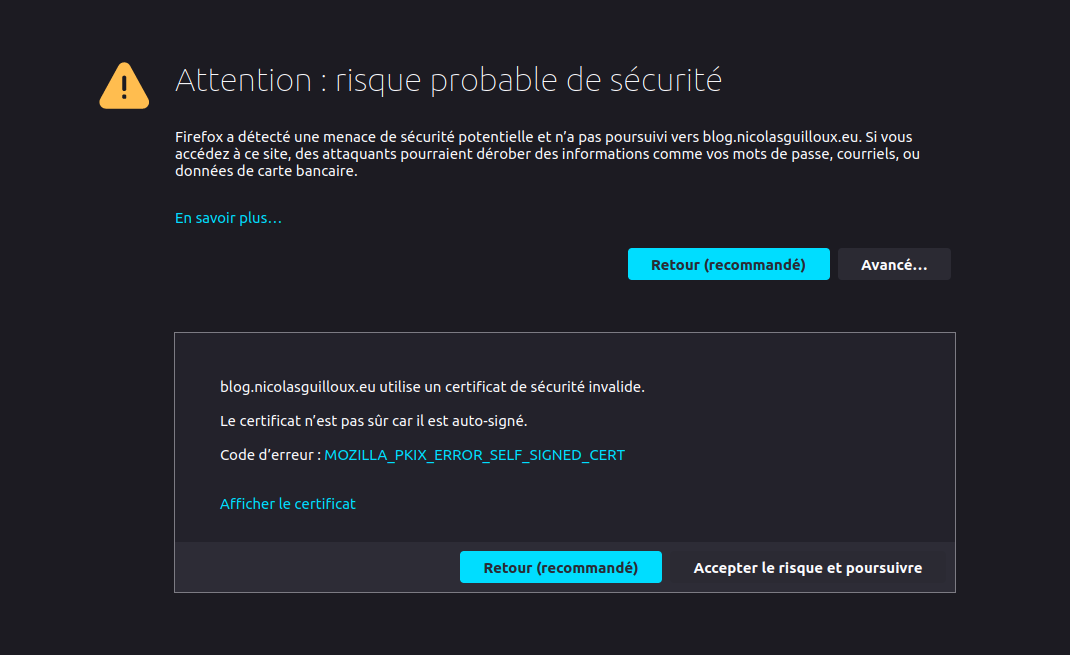 Attention : risque probable de sécurité
Firefox a détecté une menace de sécurité potentielle et n’a pas poursuivi vers blog.nicolasguilloux.eu. Si vous
accédez à ce site, des attaquants pourraient dérober des informations comme vos mots de passe, courriels, ou
données de carte bancaire.
En savoir plus…
Retour (recommandé)
Avancé…
blog.nicolasguilloux.eu utilise un certificat de sécurité invalide.
Le certificat n’est pas sûr car il est auto-signé.
Code d’erreur : MOZILLA_PKIX_ERROR_SELF_SIGNED_CERT
Afficher le certificat
Retour (recommandé)
Accepter le risque et poursuivre